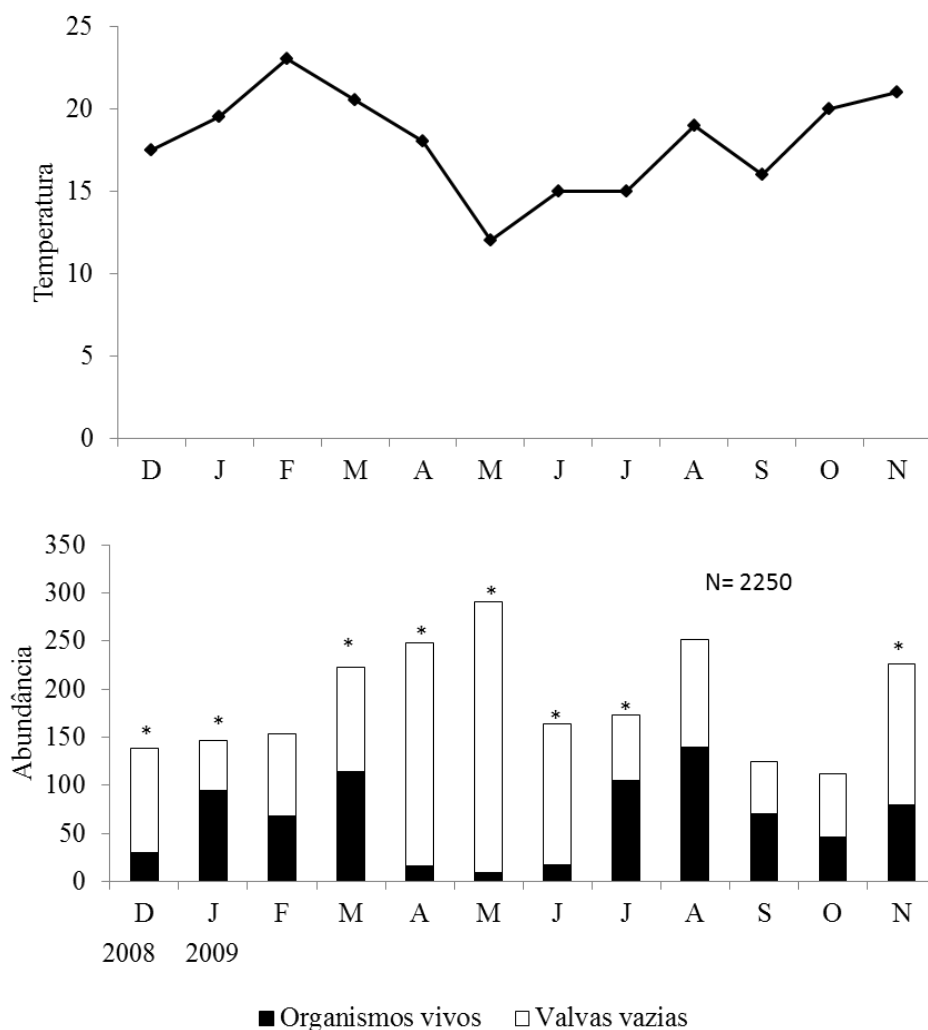 25
20
15
10
5
0
Temperatura
D J F M A M J J A S O N
350
300
250
200
150
100
50
0
Abundância
N= 2250
* * * * * * * *
D J F M A M J J A S O N
2008 2009
Organismos vivos Valvas vazias